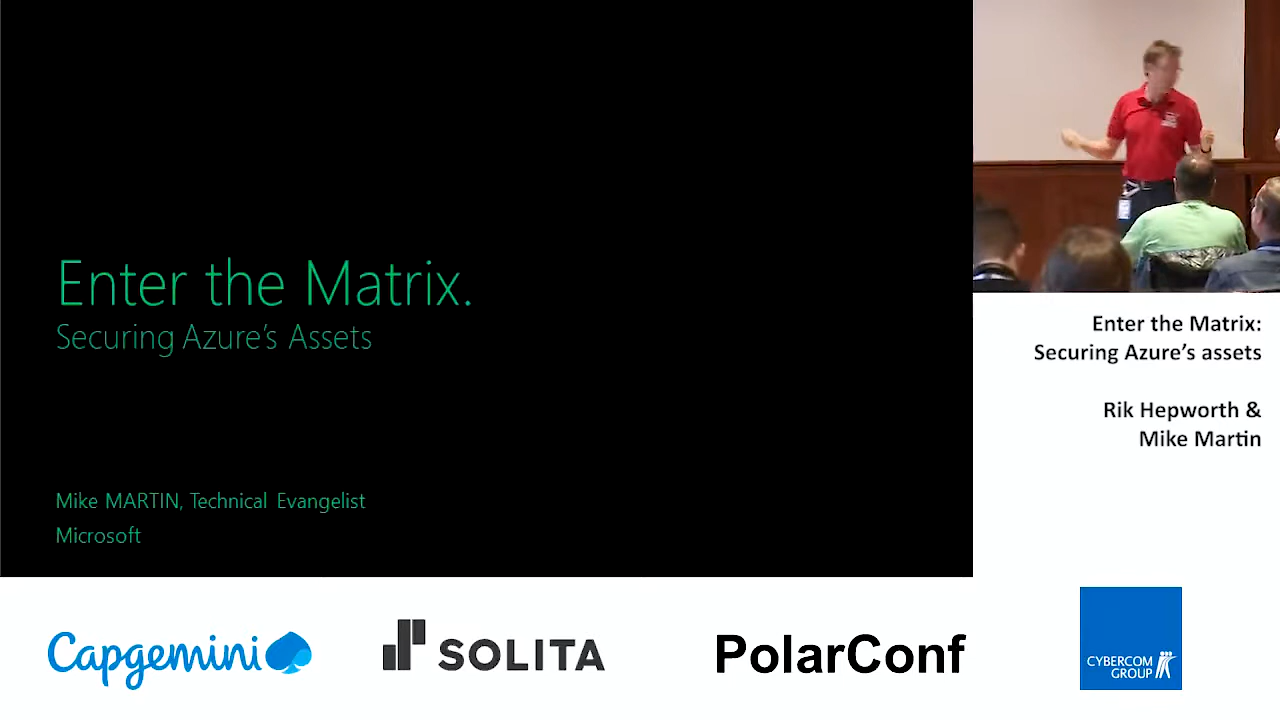 Enter the Matrix.
Securing Azure's Assets
Mike MARTIN, Technical Evangelist
Microsoft
Enter the Matrix:
Securing Azure's assets
Rik Hepworth &
Mike Martin
Capgemini
SOLITA
PolarConf
CYBERCOM
GROUP